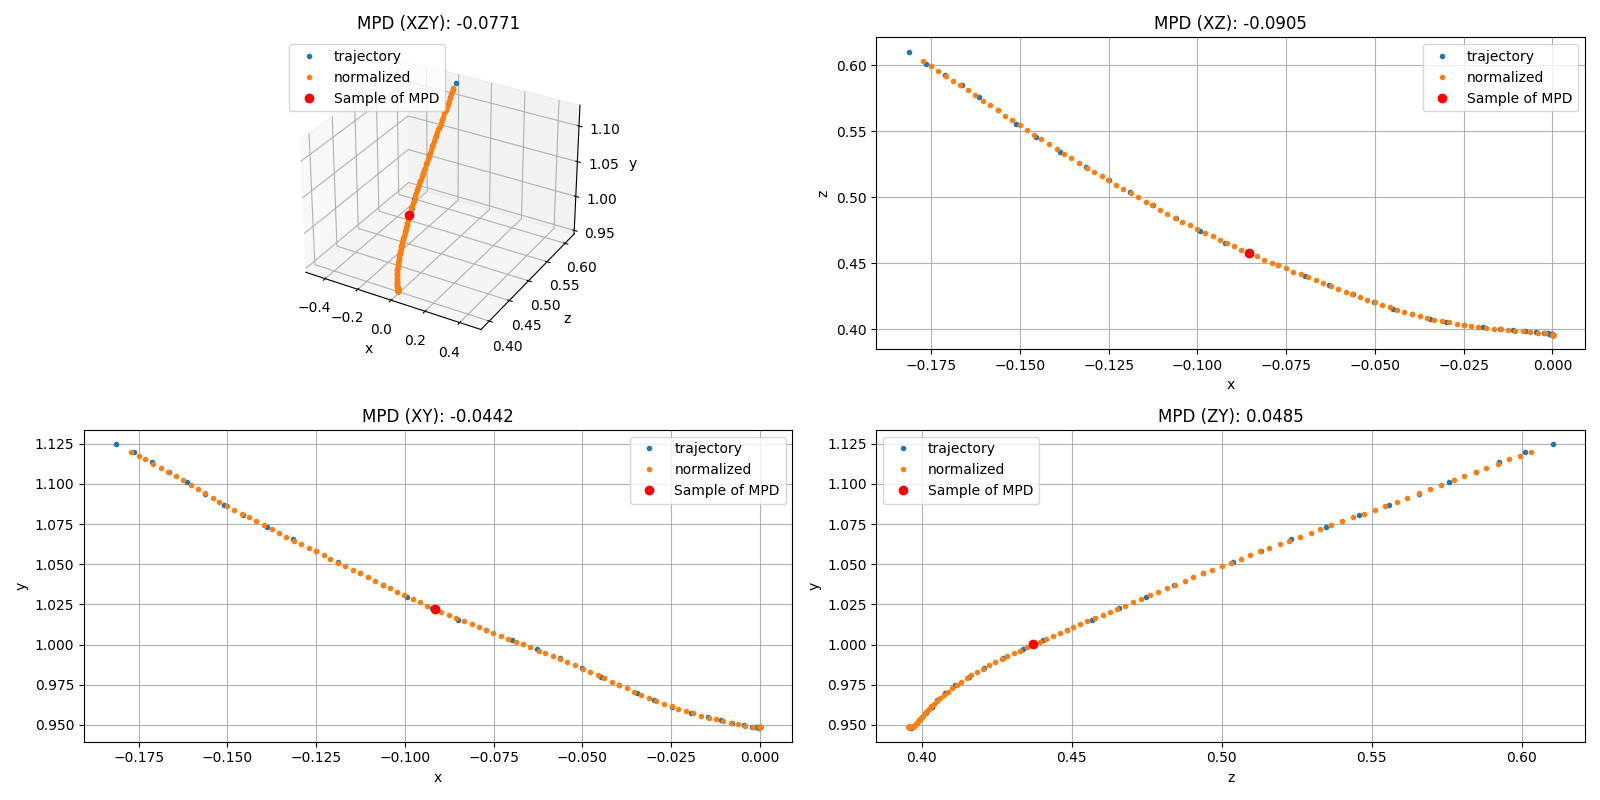 MPD (XZY): -0.0771
trajectory
normalized
Sample of MPD
1.10
1.05
1.00
0.95
y
0.60
0.55
0.50
0.45
0.40
z
−0.4
−0.2
0.0
0.2
0.4
x
MPD (XZ): -0.0905
trajectory
normalized
Sample of MPD
0.60
0.55
0.50
0.45
0.40
z
−0.175
−0.150
−0.125
−0.100
−0.075
−0.050
−0.025
0.000
x
MPD (XY): -0.0442
trajectory
normalized
Sample of MPD
1.125
1.100
1.075
1.050
1.025
1.000
0.975
0.950
y
−0.175
−0.150
−0.125
−0.100
−0.075
−0.050
−0.025
0.000
x
MPD (ZY): 0.0485
trajectory
normalized
Sample of MPD
1.125
1.100
1.075
1.050
1.025
1.000
0.975
0.950
y
0.40
0.45
0.50
0.55
0.60
z